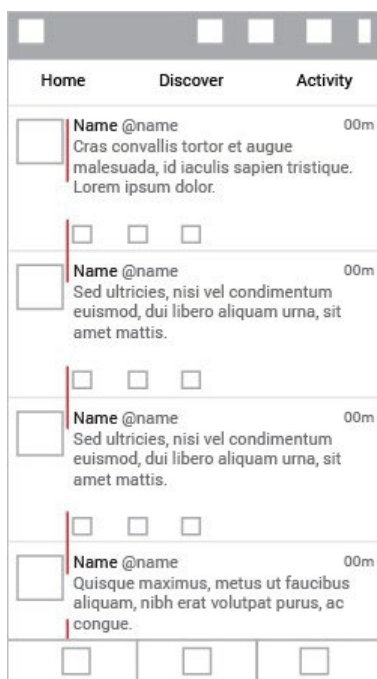 Home Discover Activity
Name @name 00m
Cras convallis tortor et augue
malesuada, id iaculis sapien tristique.
Lorem ipsum dolor.
Name @name 00m
Sed ultricies, nisi vel condimentum
euismod, dui libero aliquam urna, sit
amet mattis.
Name @name 00m
Sed ultricies, nisi vel condimentum
euismod, dui libero aliquam urna, sit
amet mattis.
Name @name 00m
Quisque maximus, metus ut faucibus
aliquam, nibh erat volutpat purus, ac
congue.